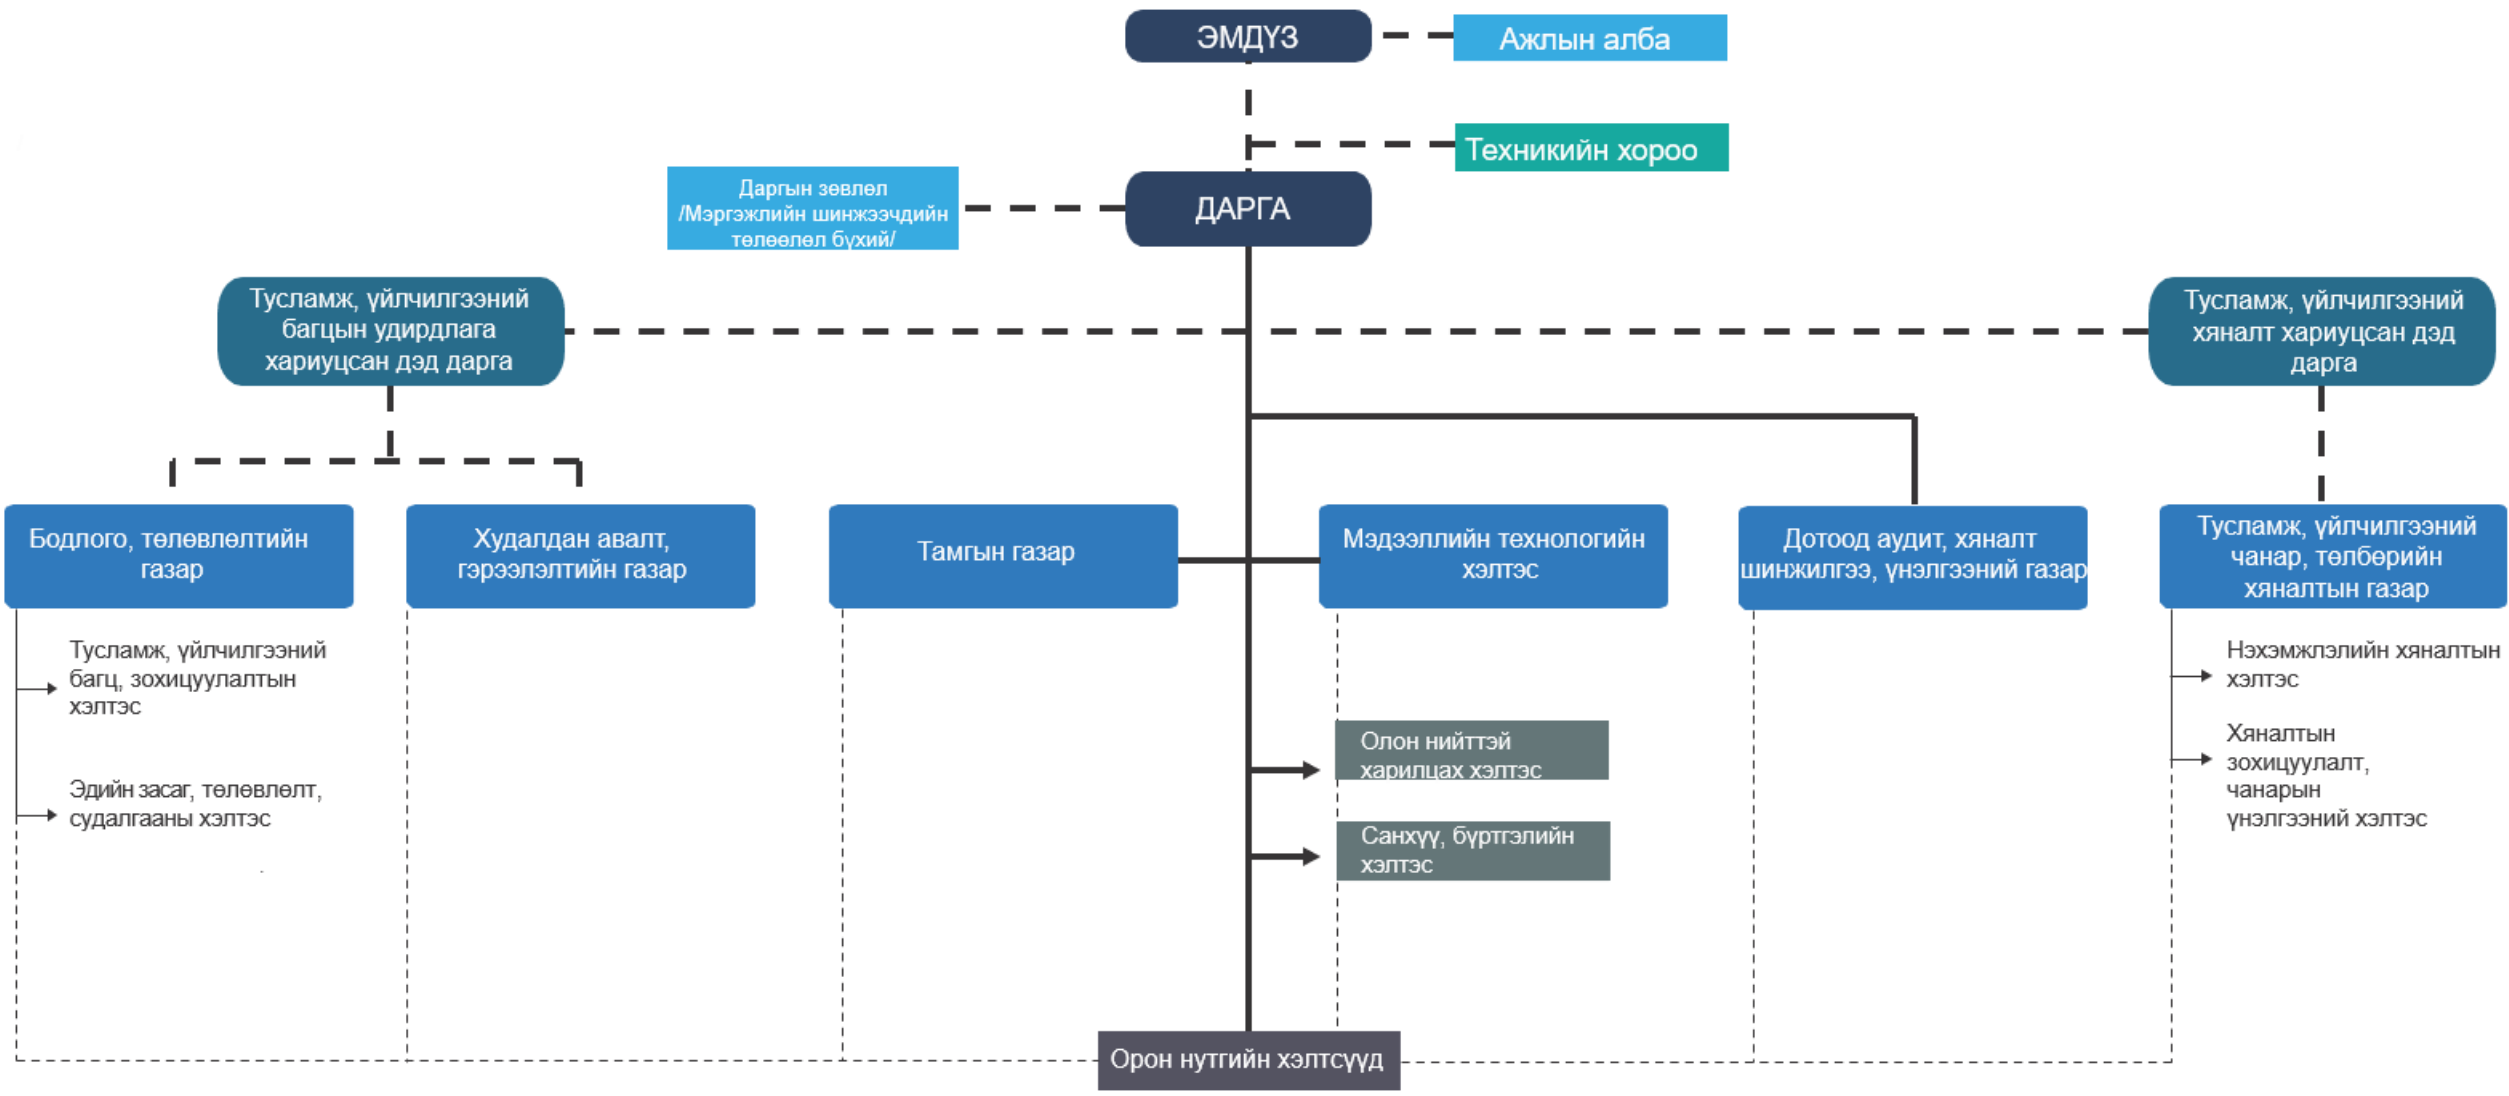 ЭМДҮЗ
Ажлын алба
Техникийн хороо
Даргын зөвлөл
/Мэргэжлийн шинжээчдийн
төлөөлөл бүхий/
ДАРГА
Тусламж, үйлчилгээний
багцын удирдлага
хариуцсан дэд дарга
Тусламж, үйлчилгээний
хяналт хариуцсан дэд
дарга
Бодлого, төлөвлөлтийн
газар
Худалдан авалт,
гэрээлэлтийн газар
Тамгын газар
Мэдээллийн технологийн
хэлтэс
Дотоод аудит, хяналт
шинжилгээ, үнэлгээний газар
Тусламж, үйлчилгээний
чанар, төлбөрийн
хяналтын газар
Тусламж, үйлчилгээний
багц, зохицуулалтын
хэлтэс
Эдийн засаг, төлөвлөлт,
судалгааны хэлтэс
Олон нийттэй
харилцах хэлтэс
Санхүү, бүртгэлийн
хэлтэс
Нэхэмжлэлийн хяналтын
хэлтэс
Хяналтын
зохицуулалт,
чанарын
үнэлгээний хэлтэс
Орон нутгийн хэлтсүүд